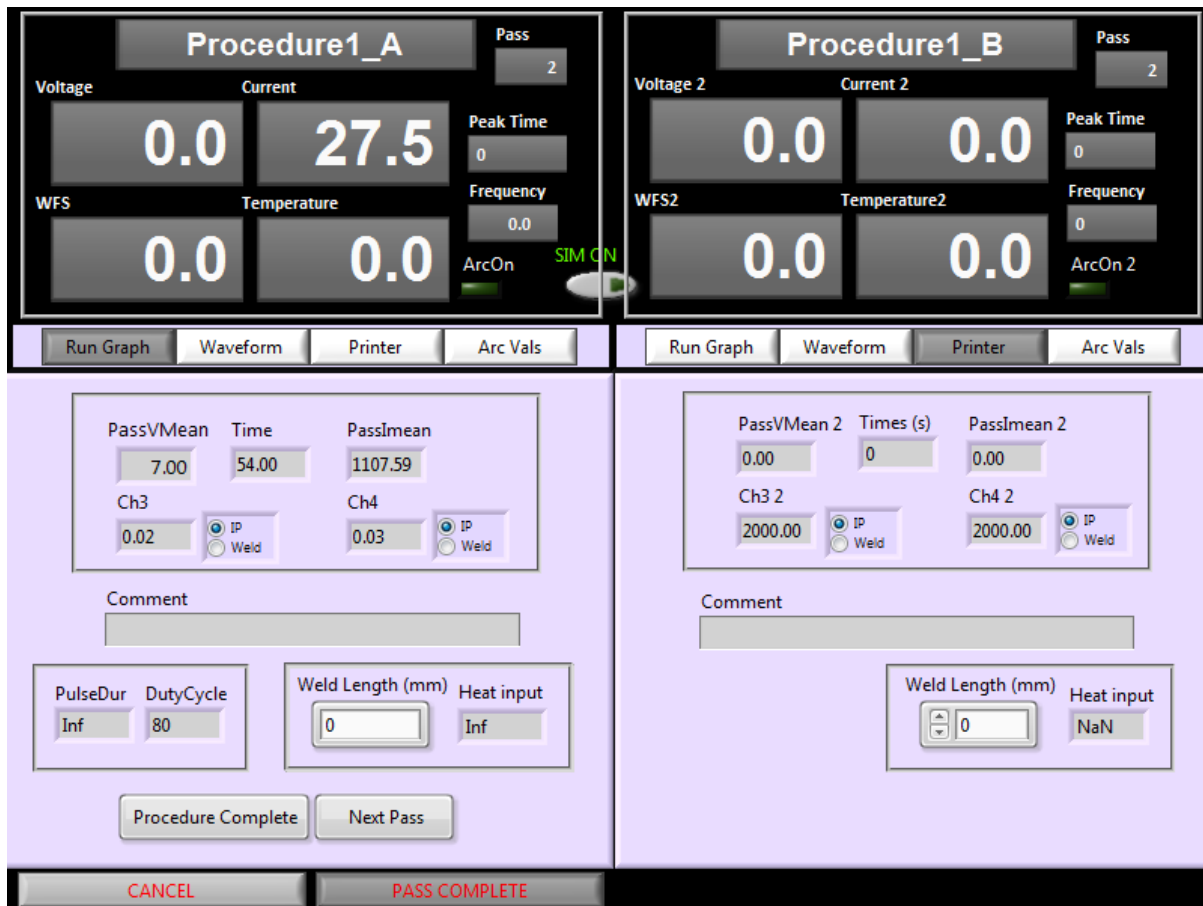 Procedure1_A
Pass
2
Voltage
Current
0.0
27.5
Peak Time
0
WFS
Temperature
0.0
0.0
Frequency
0.0
ArcOn
SIM ON
Procedure1_B
Pass
2
Voltage 2
Current 2
0.0
0.0
Peak Time
0
WFS2
Temperature2
0.0
0.0
Frequency
0
ArcOn 2
Run Graph Waveform Printer Arc Vals
Run Graph Waveform Printer Arc Vals
PassVMean Time PassImean
7.00 54.00 1107.59
Ch3 Ch4
0.02 IP Weld 0.03 IP Weld
Comment
PulseDur DutyCycle
Inf 80
Weld Length (mm) Heat input
0 Inf
Procedure Complete Next Pass
CANCEL PASS COMPLETE
PassVMean 2 Times (s) PassImean 2
0.00 0 0.00
Ch3 2 Ch4 2
2000.00 IP Weld 2000.00 IP Weld
Comment
Weld Length (mm) Heat input
0 NaN